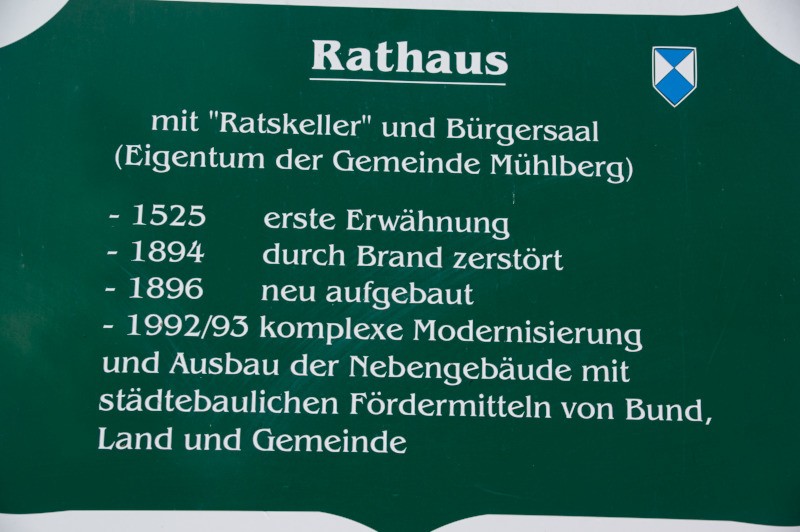 Rathaus
mit "Ratskeller" und Bürgersaal
(Eigentum der Gemeinde Mühlberg)
- 1525 erste Erwähnung
- 1894 durch Brand zerstört
- 1896 neu aufgebaut
- 1992/93 komplexe Modernisierung
und Ausbau der Nebengebäude mit
städtebaulichen Fördermitteln von Bund,
Land und Gemeinde